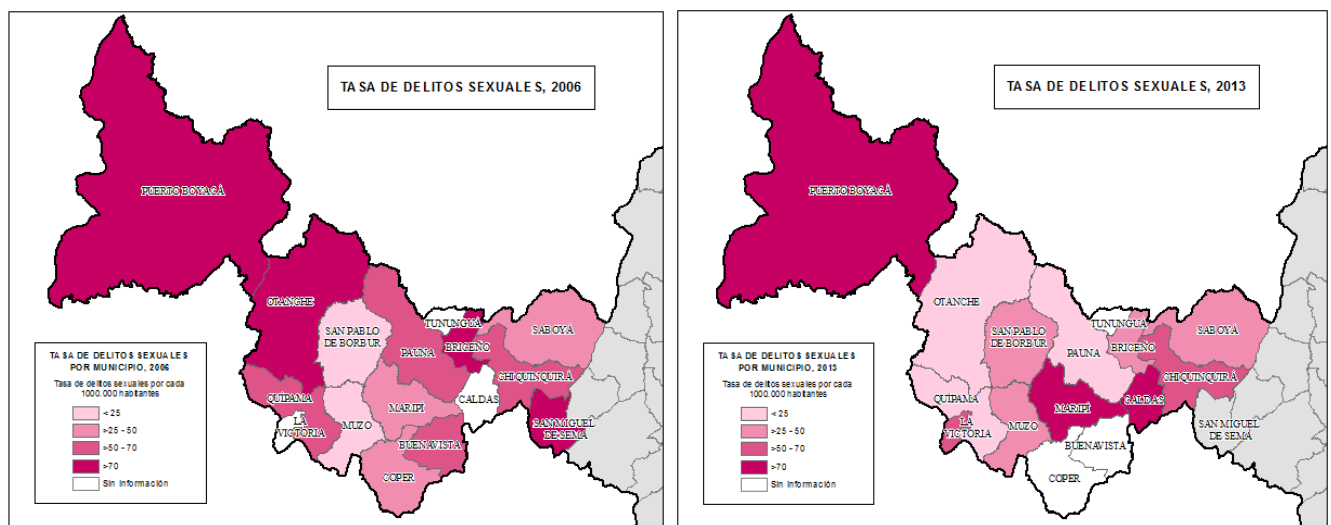 TASA DE DELITOS SEXUALES, 2006
PUERTO BOYACÁ
OTANCHE
SAN PABLO
DE BORBUR
TUNUNGUA
SABOYÁ
BRICEÑO
PAUNA
CHIQUINQUIRÁ
QUÍPAMA
CALDAS
MARIPÍ
LA
VICTORIA
MUZO
SAN MIGUEL
DE SEMA
BUENAVISTA
COPER
TASA DE DELITOS SEXUALES
POR MUNICIPIO, 2006
Tasa de delitos sexuales por cada
1000.000 habitantes
< 25
>25 - 50
>50 - 70
>70
Sin información
TASA DE DELITOS SEXUALES, 2013
PUERTO BOYACÁ
OTANCHE
SAN PABLO
DE BORBUR
TUNUNGUA
SABOYÁ
BRICEÑO
PAUNA
CHIQUINQUIRÁ
QUÍPAMA
CALDAS
MARIPÍ
SAN MIGUEL
DE SEMA
LA
VICTORIA
MUZO
BUENAVISTA
COPER
TASA DE DELITOS SEXUALES
POR MUNICIPIO, 2013
Tasa de delitos sexuales por cada
1000.000 habitantes
< 25
>25 - 50
>50 - 70
>70
Sin información